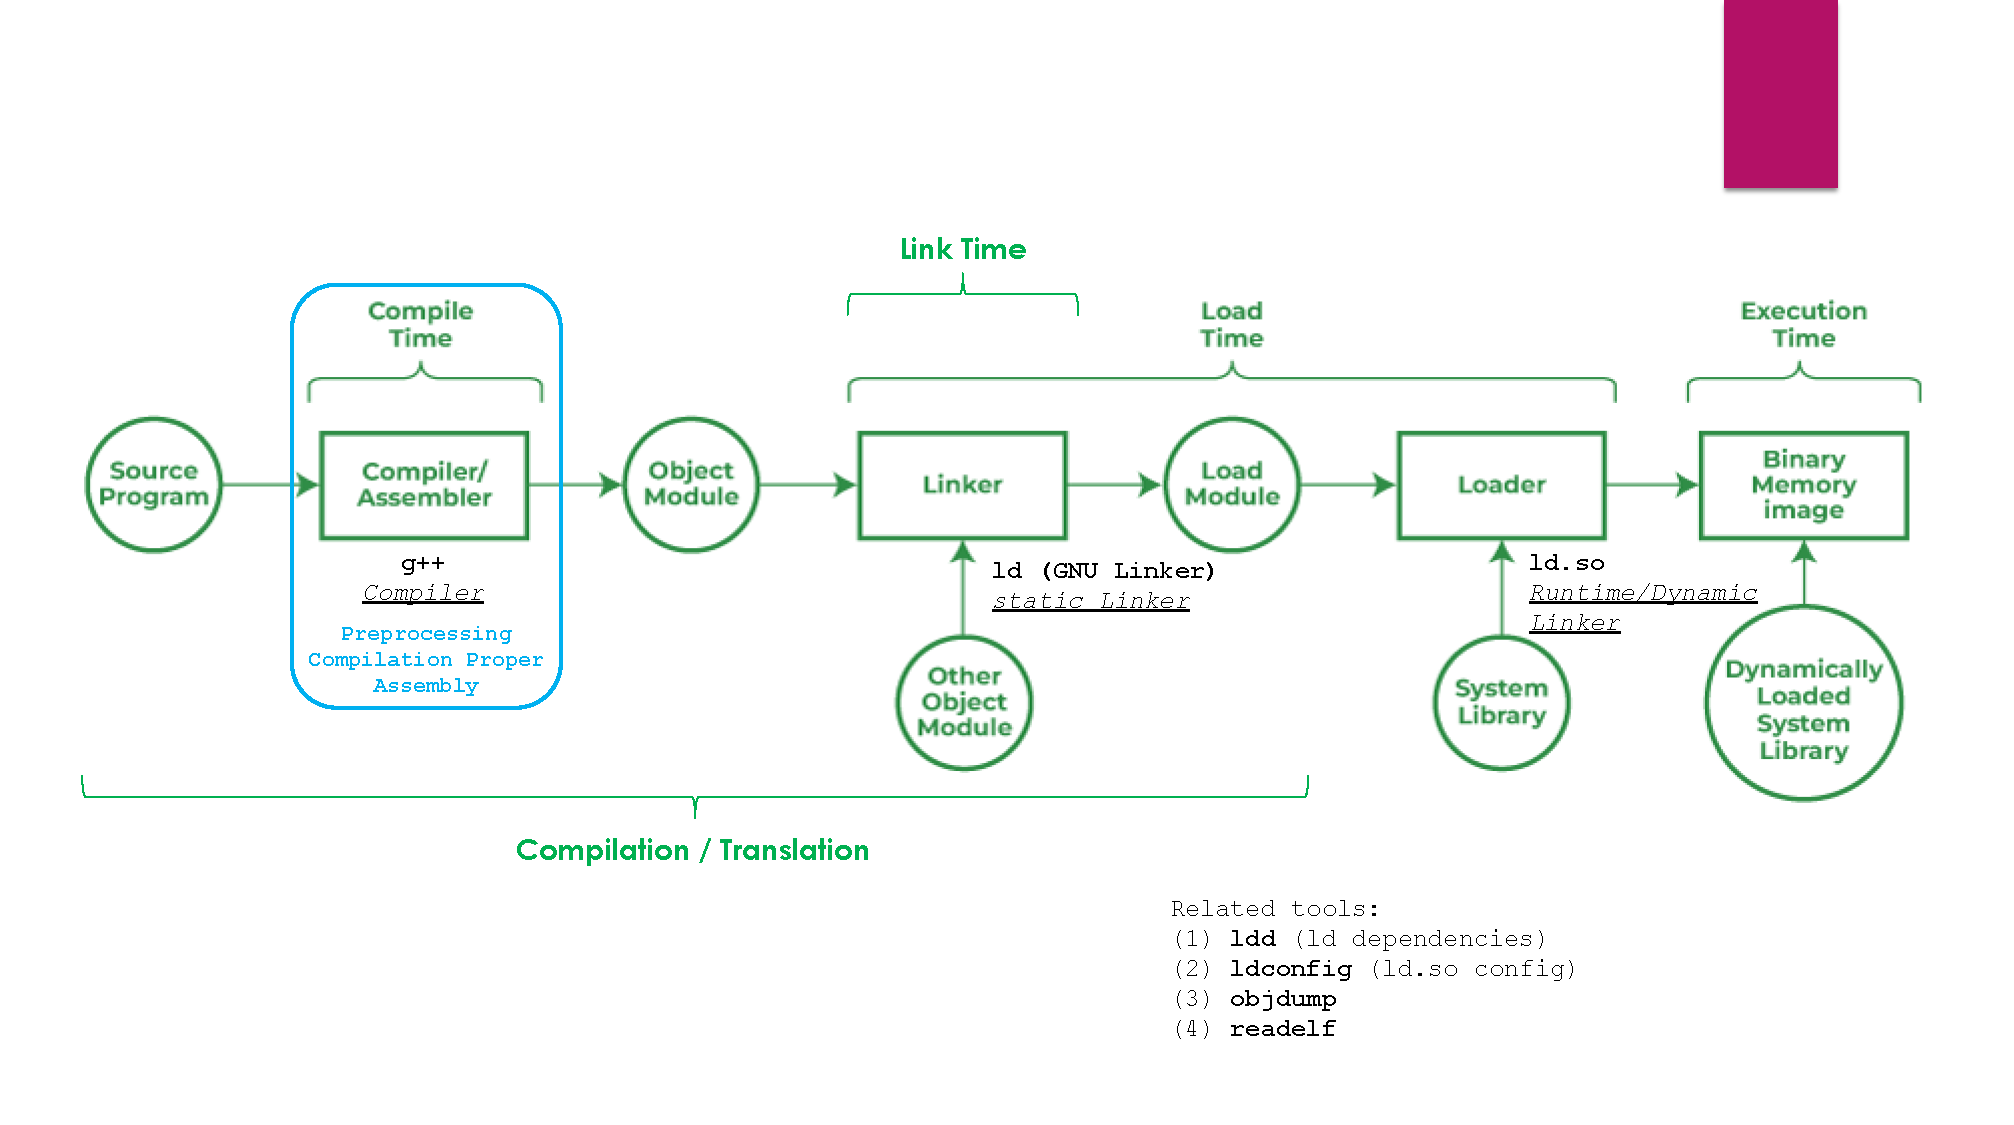 Link Time
Compile
Time
Load
Time
Execution
Time
Source
Program
Compiler/
Assembler
Object
Module
Linker
Load
Module
Loader
Binary
Memory
image
g++
Compiler
Preprocessing
Compilation Proper
Assembly
ld (GNU Linker)
static Linker
ld.so
Runtime/Dynamic
Linker
Other
Object
Module
System
Library
Dynamically
Loaded
System
Library
Compilation / Translation
Related tools:
(1) ldd (ld dependencies)
(2) ldconfig (ld.so config)
(3) objdump
(4) readelf